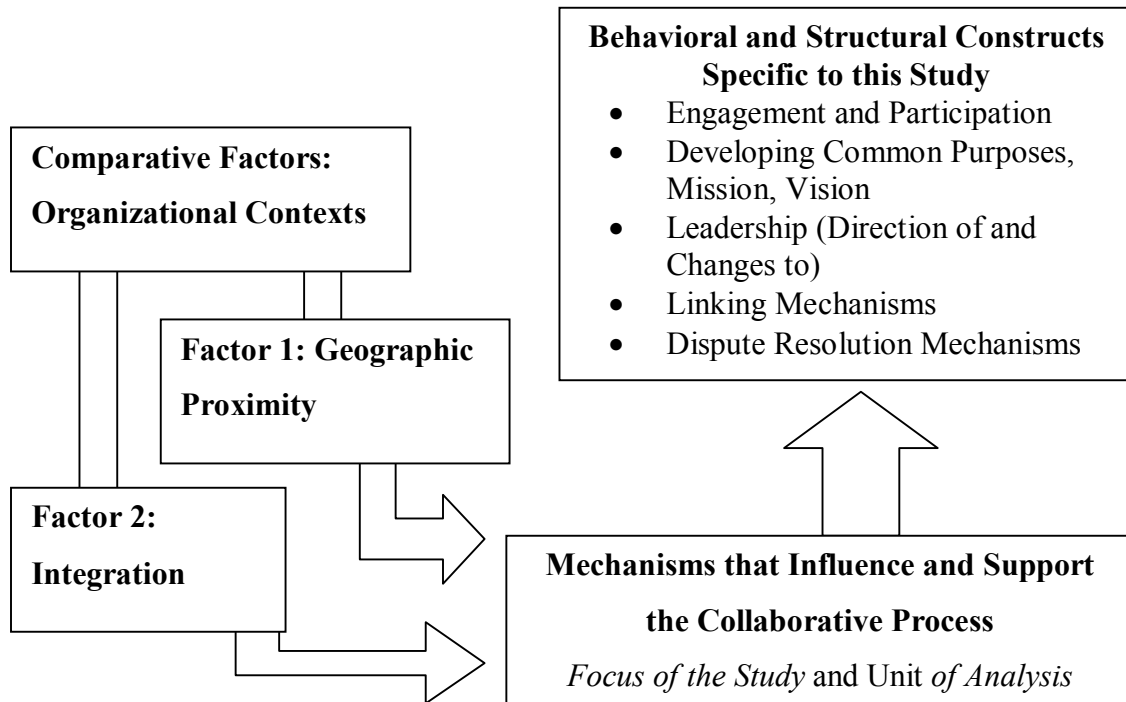 Comparative Factors:
Organizational Contexts
Factor 1: Geographic
Proximity
Factor 2:
Integration
Behavioral and Structural Constructs
Specific to this Study
• Engagement and Participation
• Developing Common Purposes,
Mission, Vision
• Leadership (Direction of and
Changes to)
• Linking Mechanisms
• Dispute Resolution Mechanisms
Mechanisms that Influence and Support
the Collaborative Process
Focus of the Study and Unit of Analysis